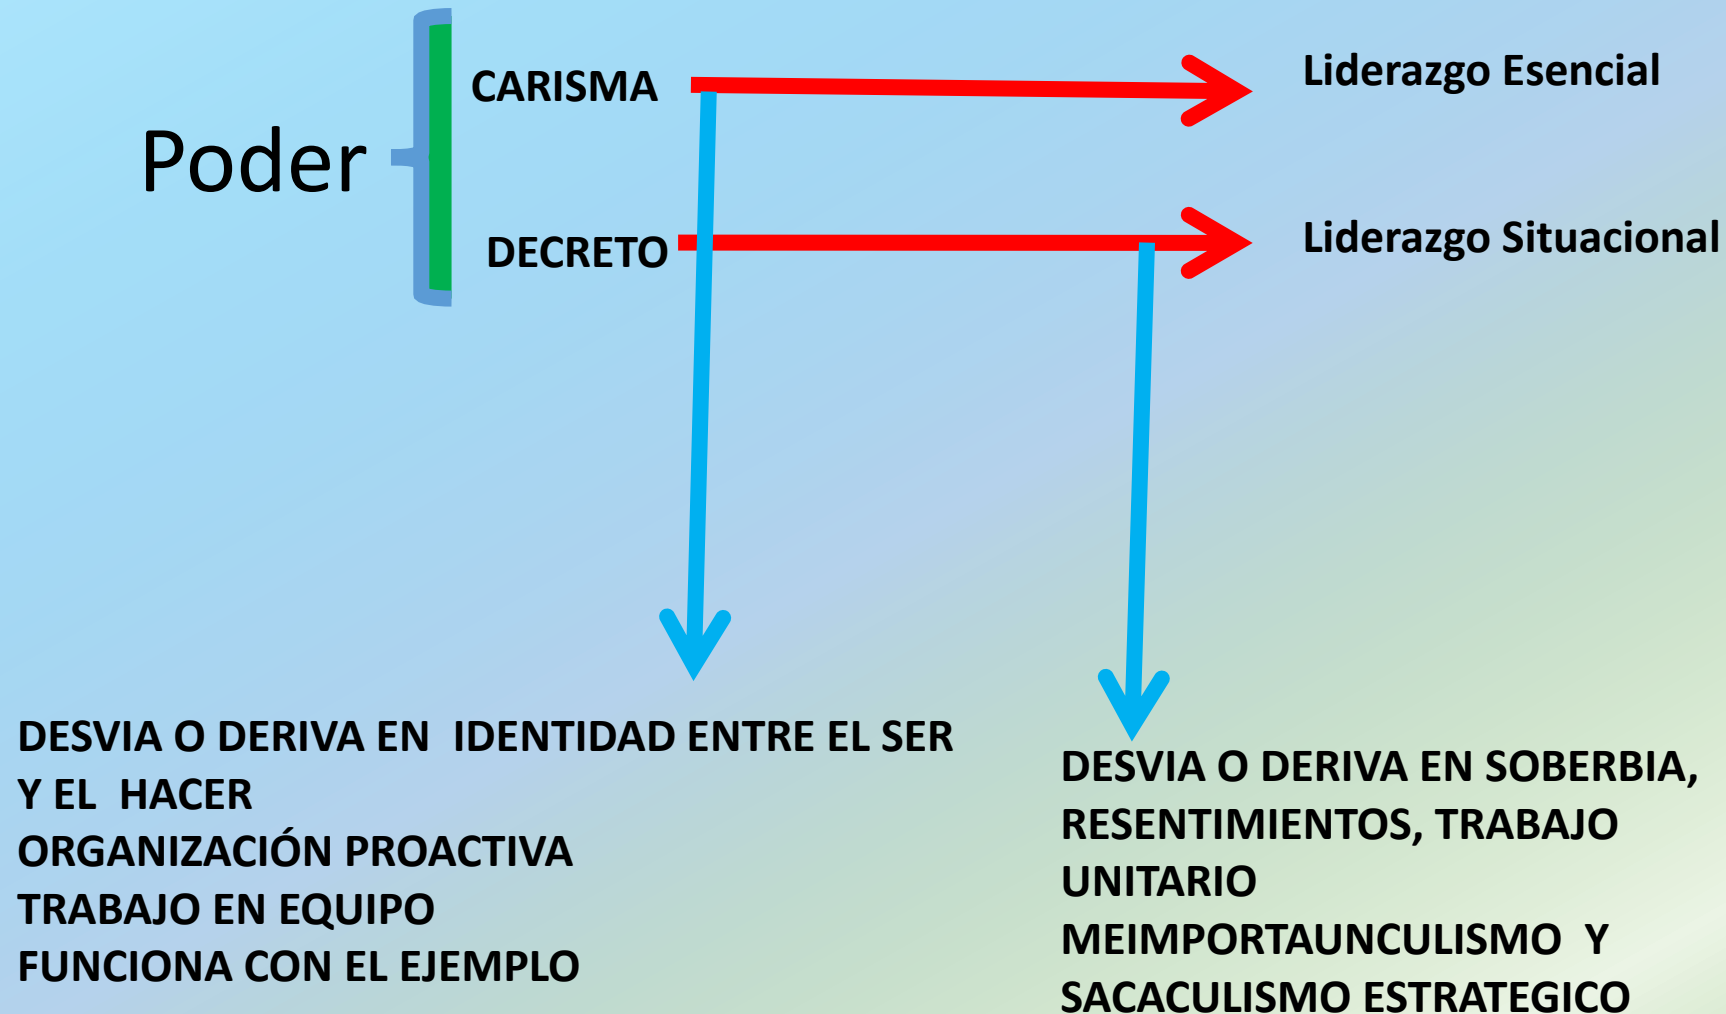 Poder
CARISMA
Liderazgo Esencial
DECRETO
Liderazgo Situacional
DESVIA O DERIVA EN  IDENTIDAD ENTRE EL SER
Y EL  HACER
ORGANIZACIÓN PROACTIVA
TRABAJO EN EQUIPO
FUNCIONA CON EL EJEMPLO
DESVIA O DERIVA EN SOBERBIA,
RESENTIMIENTOS, TRABAJO
UNITARIO
MEIMPORTAUNCULISMO  Y
SACACULISMO ESTRATEGICO